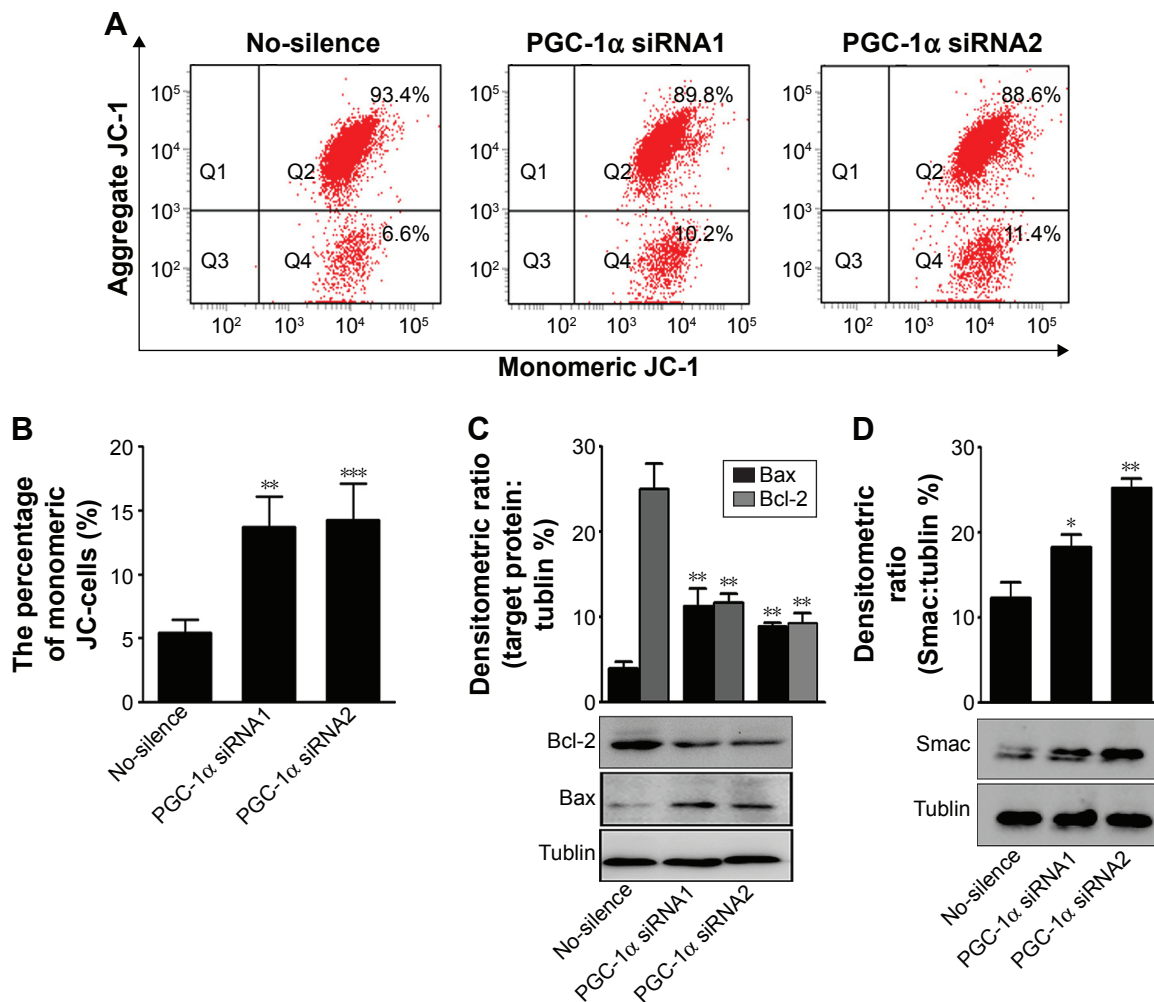 A
No-silence
PGC-1α siRNA1
PGC-1α siRNA2
Aggregate JC-1
10⁵
10⁴
10³
10²
93.4%
Q1
Q2
6.6%
Q3
Q4
10² 10³ 10⁴ 10⁵
10⁵
10⁴
10³
10²
89.8%
Q1
Q2
10.2%
Q3
Q4
10² 10³ 10⁴ 10⁵
10⁵
10⁴
10³
10²
88.6%
Q1
Q2
11.4%
Q3
Q4
10² 10³ 10⁴ 10⁵
Monomeric JC-1
B
The percentage
of monomeric
JC-cells (%)
20
15
10
5
0
**
***
No-silence
PGC-1α siRNA1
PGC-1α siRNA2
C
Densitometric ratio
(target protein:
tublin %)
30
20
10
0
Bax
Bcl-2
** **
** **
Bcl-2
Bax
Tublin
No-silence
PGC-1α siRNA1
PGC-1α siRNA2
D
Densitometric
ratio
(Smac:tublin %)
30
20
10
0
*
**
Smac
Tublin
No-silence
PGC-1α siRNA1
PGC-1α siRNA2